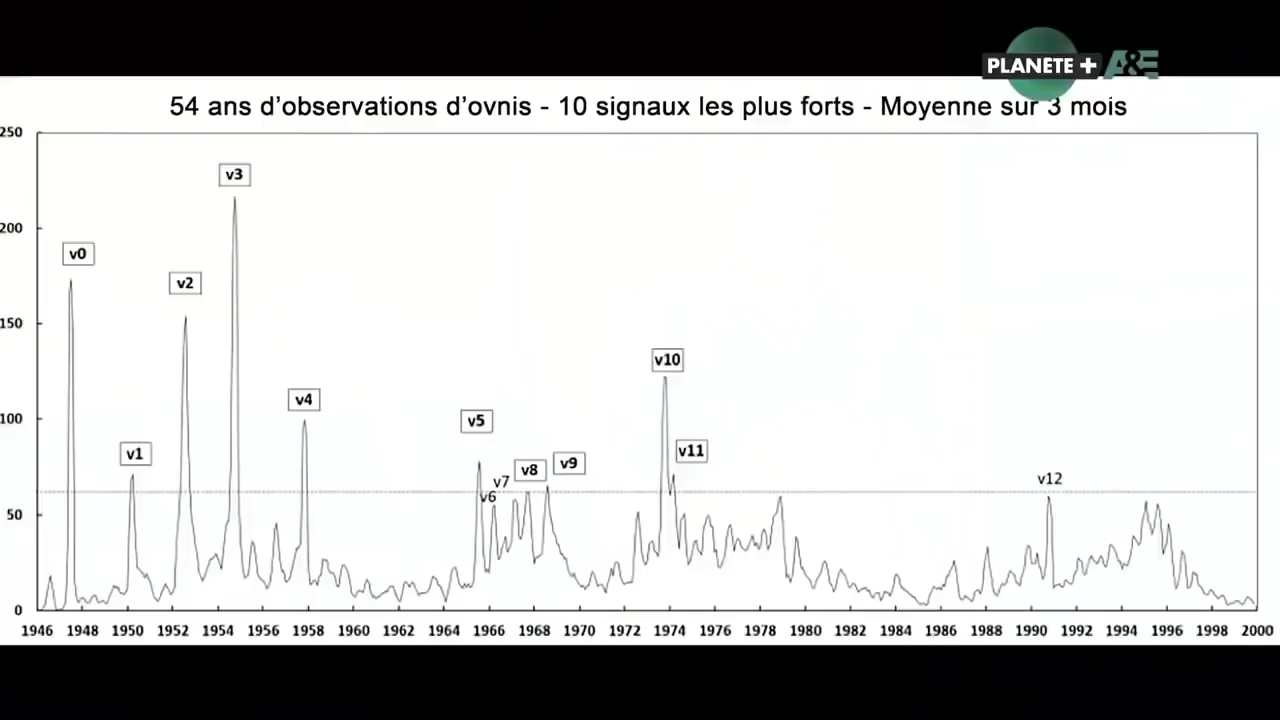 PLANETE + A&E
54 ans d'observations d'ovnis - 10 signaux les plus forts - Moyenne sur 3 mois
250
v3
200
v0
v2
150
v10
v4
100
v5
v11
v1
v9
v8
v7
v12
v6
50
0
1946 1948 1950 1952 1954 1956 1958 1960 1962 1964 1966 1968 1970 1972 1974 1976 1978 1980 1982 1984 1986 1988 1990 1992 1994 1996 1998 2000